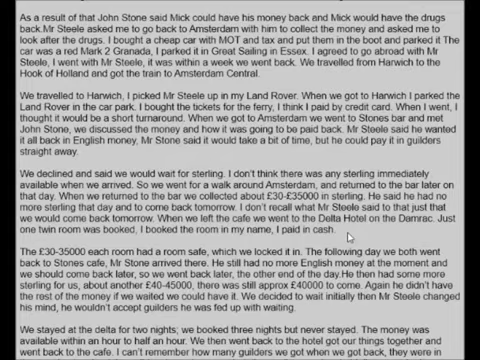 As a result of that John Stone said Mick could have his money back and Mick would have the drugs
back.Mr Steele asked me to go back to Amsterdam with him to collect the money and asked me to
look after the drugs. I bought a cheap car with MOT and tax and put them in the boot and parked it The
car was a red Mark 2 Granada, I parked it in Great Sailing in Essex. I agreed to go abroad with Mr
Steele, I went with Mr Steele, it was within a week we went back. We travelled from Harwich to the
Hook of Holland and got the train to Amsterdam Central.
We travelled to Harwich, I picked Mr Steele up in my Land Rover. When we got to Harwich I parked the
Land Rover in the car park. I bought the tickets for the ferry, I think I paid by credit card. When I went, I
thought it would be a short turnaround. When we got to Amsterdam we went to Stones bar and met
John Stone, we discussed the money and how it was going to be paid back. Mr Steele said he wanted
it all back in English money, Mr Stone said it would take a bit of time, but he could pay it in guilders
straight away.
We declined and said we would wait for sterling. I don't think there was any sterling immediately
available when we arrived. So we went for a walk around Amsterdam, and returned to the bar later on
that day. When we returned to the bar we collected about £30-£35000 in sterling. He said he had no
more sterling that day and to come back tomorrow. I don't recall what Mr Steele said to that just that
we would come back tomorrow. When we left the cafe we went to the Delta Hotel on the Damrac. Just
one twin room was booked, I booked the room in my name, I paid in cash.
The £30-35000 each room had a room safe, which we locked it in. The following day we both went
back to Stones cafe, Mr Stone arrived there. He still had no more English money at the moment and
we should come back later, so we went back later, the other end of the day.He then had some more
sterling for us, about another £40-45000, there was still approx £40000 to come. Again he didn't have
the rest of the money if we waited we could have it. We decided to wait initially then Mr Steele changed
his mind, he wouldn't accept guilders he was fed up with waiting.
We stayed at the delta for two nights; we booked three nights but never stayed. The money was
available within an hour to half an hour. We then went back to the hotel got our things together and
went back to the cafe. I can't remember how many guilders we got when we got back, they were in